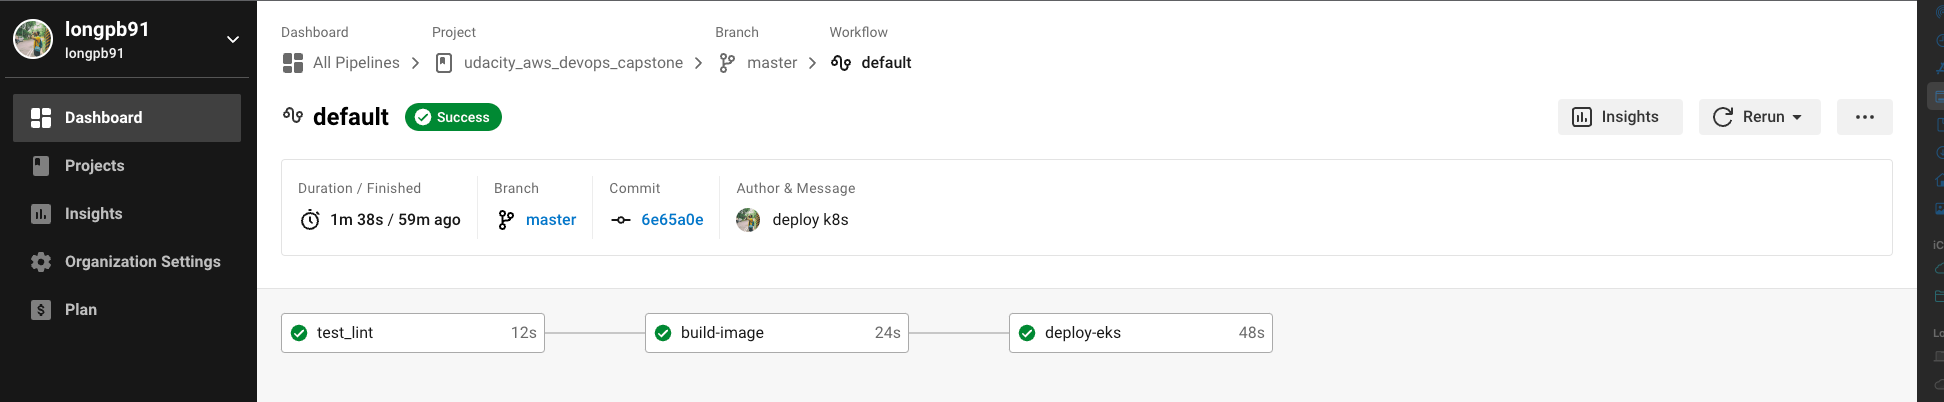 longpb91
longpb91
Dashboard
Projects
Insights
Organization Settings
Plan
Dashboard Project Branch Workflow
All Pipelines udacity_aws_devops_capstone master default
default Success Insights Rerun
Duration / Finished Branch Commit Author & Message
1m 38s / 59m ago master 6e65a0e deploy k8s
test_lint 12s build-image 24s deploy-eks 48s
iC
Lo